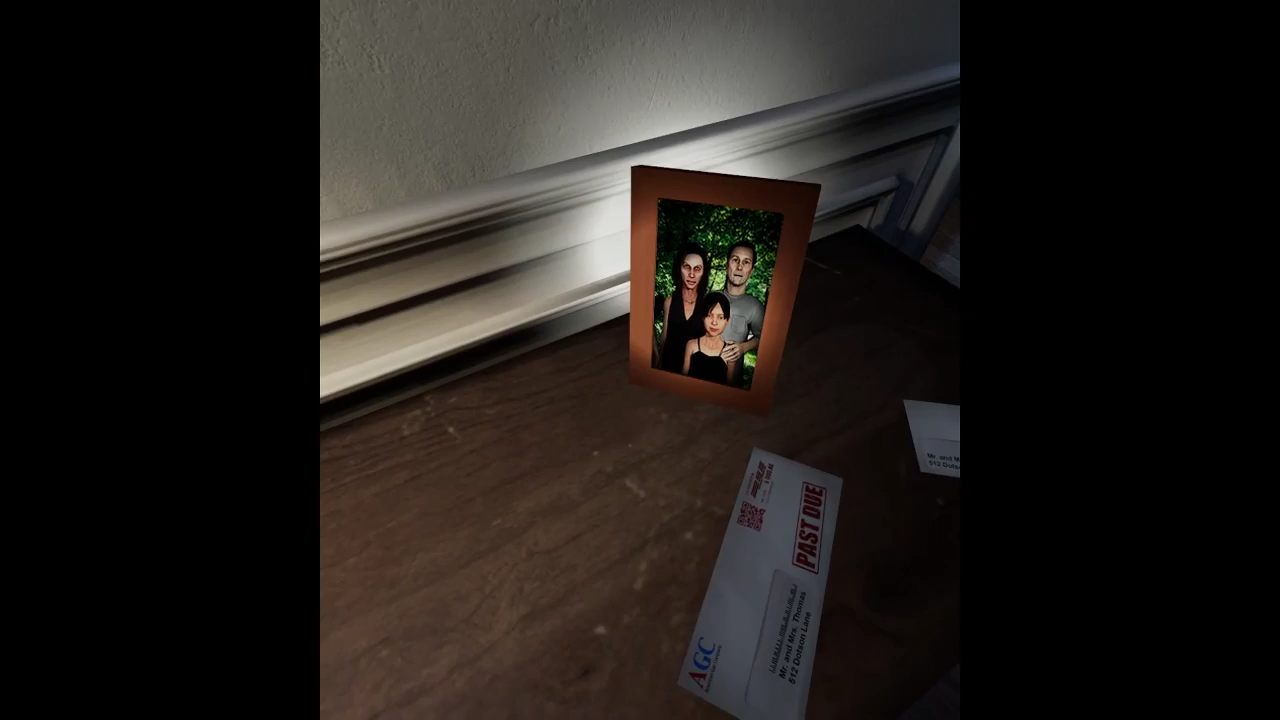 PAST DUE
Mr. and Mrs. Thomas
512 Dotson Lane
AGC
Mr. and M
512 Dots